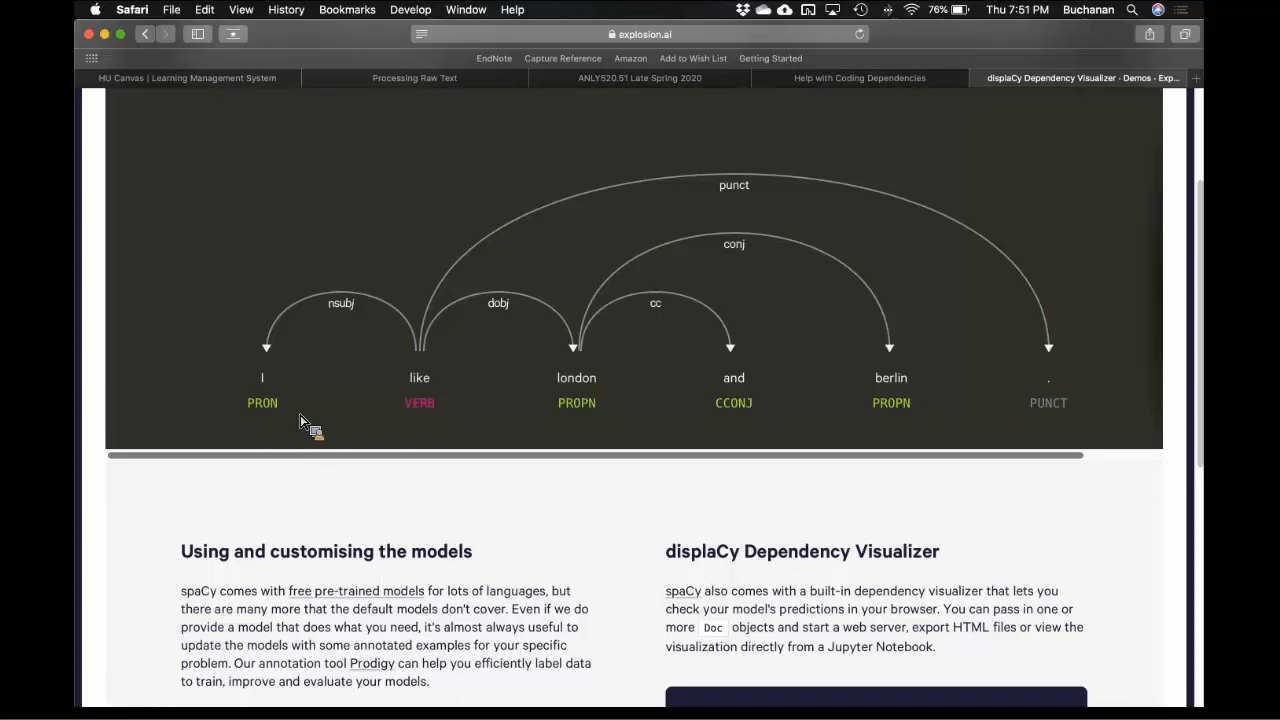 Safari File Edit View History Bookmarks Develop Window Help 76% Thu 7:51 PM Buchanan
explosion.ai
EndNote Capture Reference Amazon Add to Wish List Getting Started
HU Canvas | Learning Management System Processing Raw Text ANLY520.51 Late Spring 2020 Help with Coding Dependencies displaCy Dependency Visualizer · Demos · Exp...
punct
conj
nsubj dobj cc
I like london and berlin .
PRON VERB PROPN CCONJ PROPN PUNCT
Using and customising the models
spaCy comes with free pre-trained models for lots of languages, but
there are many more that the default models don't cover. Even if we do
provide a model that does what you need, it's almost always useful to
update the models with some annotated examples for your specific
problem. Our annotation tool Prodigy can help you efficiently label data
to train, improve and evaluate your models.
displaCy Dependency Visualizer
spaCy also comes with a built-in dependency visualizer that lets you
check your model's predictions in your browser. You can pass in one or
more Doc objects and start a web server, export HTML files or view the
visualization directly from a Jupyter Notebook.